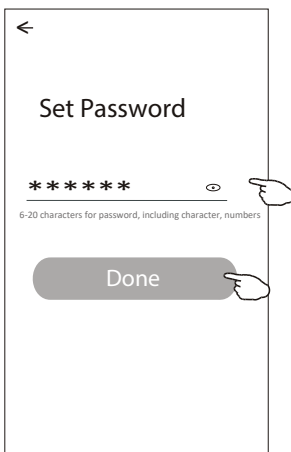 Set Password
******
6-20 characters for password, including character, numbers
Done